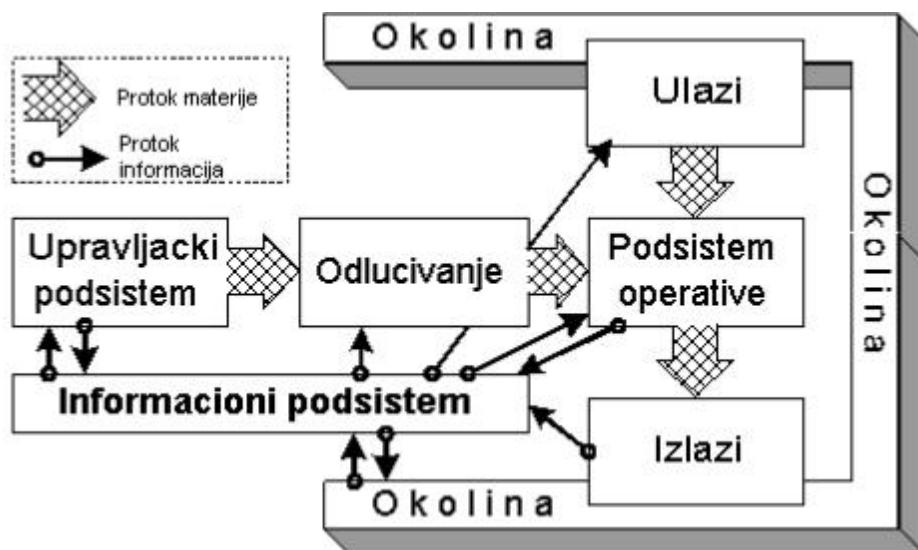 Okolina
Protok materije
Protok
informacija
Ulazi
Okolina
Upravljacki
podsistem
Odlucivanje
Podsistem
operative
Informacioni podsistem
Izlazi
Okolina